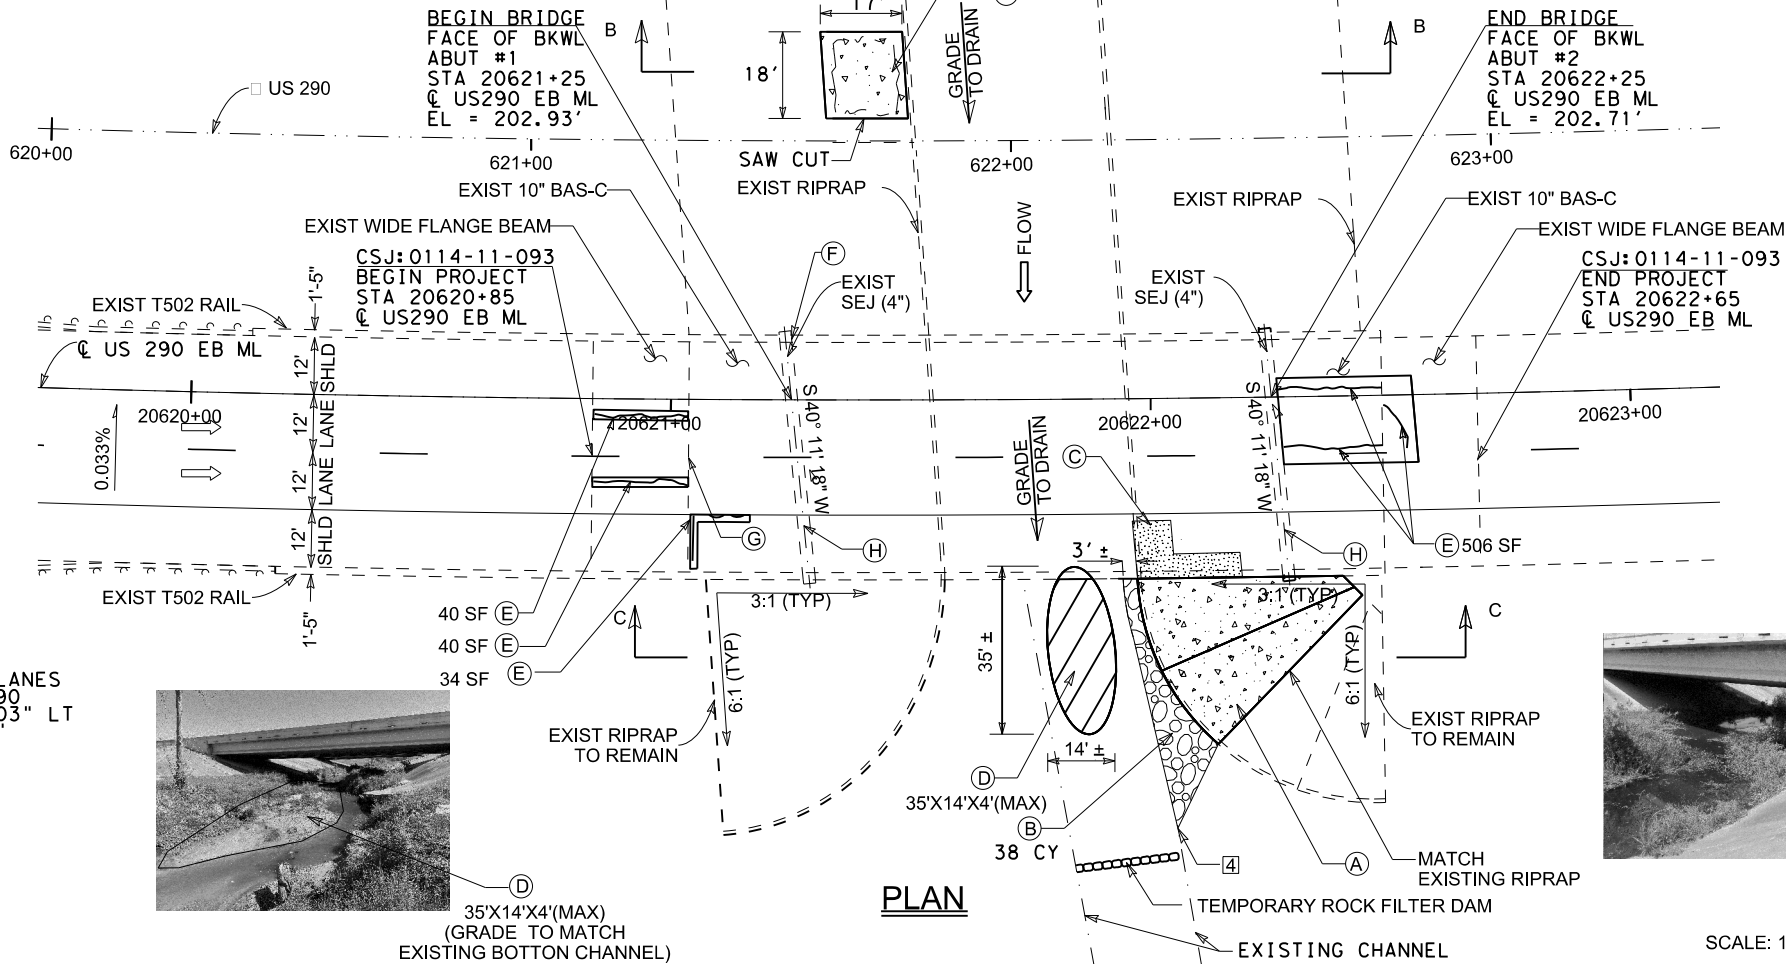 BEGIN BRIDGE
FACE OF BKWL
ABUT #1
STA 20621+25
℄ US290 EB ML
EL = 202.93'
B
17'
18'
GRADE
TO DRAIN
B
END BRIDGE
FACE OF BKWL
ABUT #2
STA 20622+25
℄ US290 EB ML
EL = 202.71'
US 290
620+00
621+00
622+00
623+00
SAW CUT
EXIST 10" BAS-C
EXIST RIPRAP
EXIST RIPRAP
EXIST 10" BAS-C
EXIST WIDE FLANGE BEAM
EXIST WIDE FLANGE BEAM
CSJ:0114-11-093
BEGIN PROJECT
STA 20620+85
℄ US290 EB ML
F
EXIST
SEJ (4")
FLOW
EXIST
SEJ (4")
CSJ:0114-11-093
END PROJECT
STA 20622+65
℄ US290 EB ML
EXIST T502 RAIL
1'-5"
℄ US 290 EB ML
12'
SHLD
12'
LANE
12'
LANE
12'
SHLD
1'-5"
0.033%
20620+00
20621+00
20622+00
20623+00
S 40° 11' 18" W
S 40° 11' 18" W
GRADE
TO DRAIN
C
G
H
H
E 506 SF
EXIST T502 RAIL
3' ±
3:1 (TYP)
3:1 (TYP)
40 SF E
40 SF E
34 SF E
C
C
6:1 (TYP)
35' ±
6:1 (TYP)
LANES
90
03" LT
EXIST RIPRAP
TO REMAIN
14' ±
EXIST RIPRAP
TO REMAIN
D
35'X14'X4'(MAX)
B
38 CY
4
A
MATCH
EXISTING RIPRAP
PLAN
TEMPORARY ROCK FILTER DAM
D
35'X14'X4'(MAX)
(GRADE TO MATCH
EXISTING BOTTON CHANNEL)
EXISTING CHANNEL
SCALE: 1